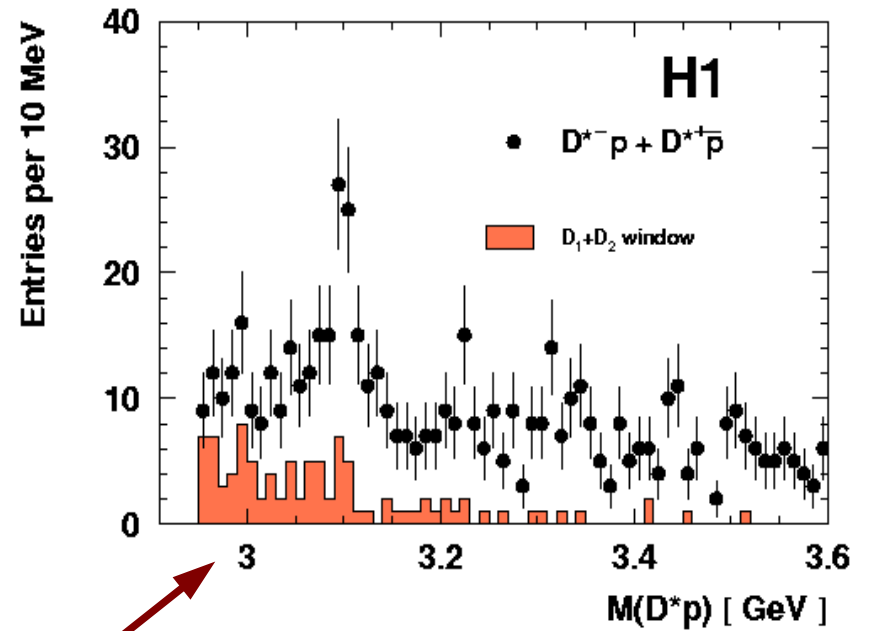 Entries per 10 MeV
40
30
20
10
0
H1
D*⁻p + D*⁺p̅
D₁+D₂ window
3
3.2
3.4
3.6
M(D*p) [ GeV ]